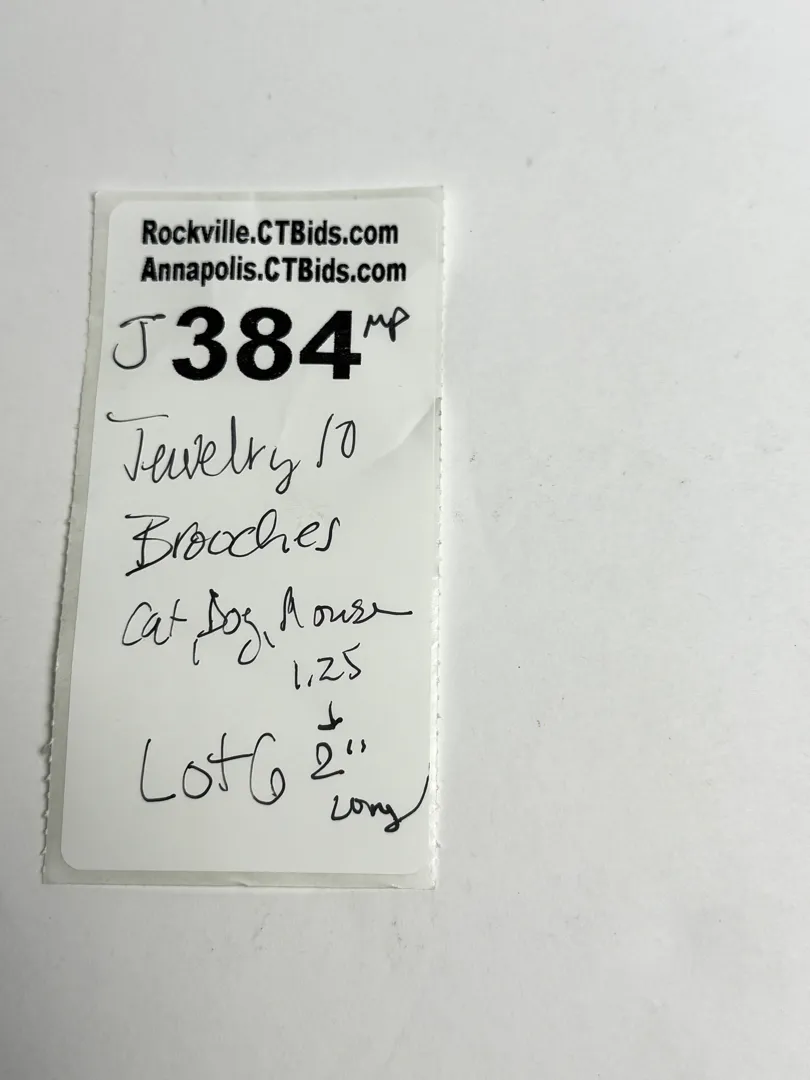 Rockville.CTBids.com
Annapolis.CTBids.com
J 384 MP
Jewelry 10
Brooches
Cat, Dog, Mouse
1.25
↓
Lot 6 2"
long